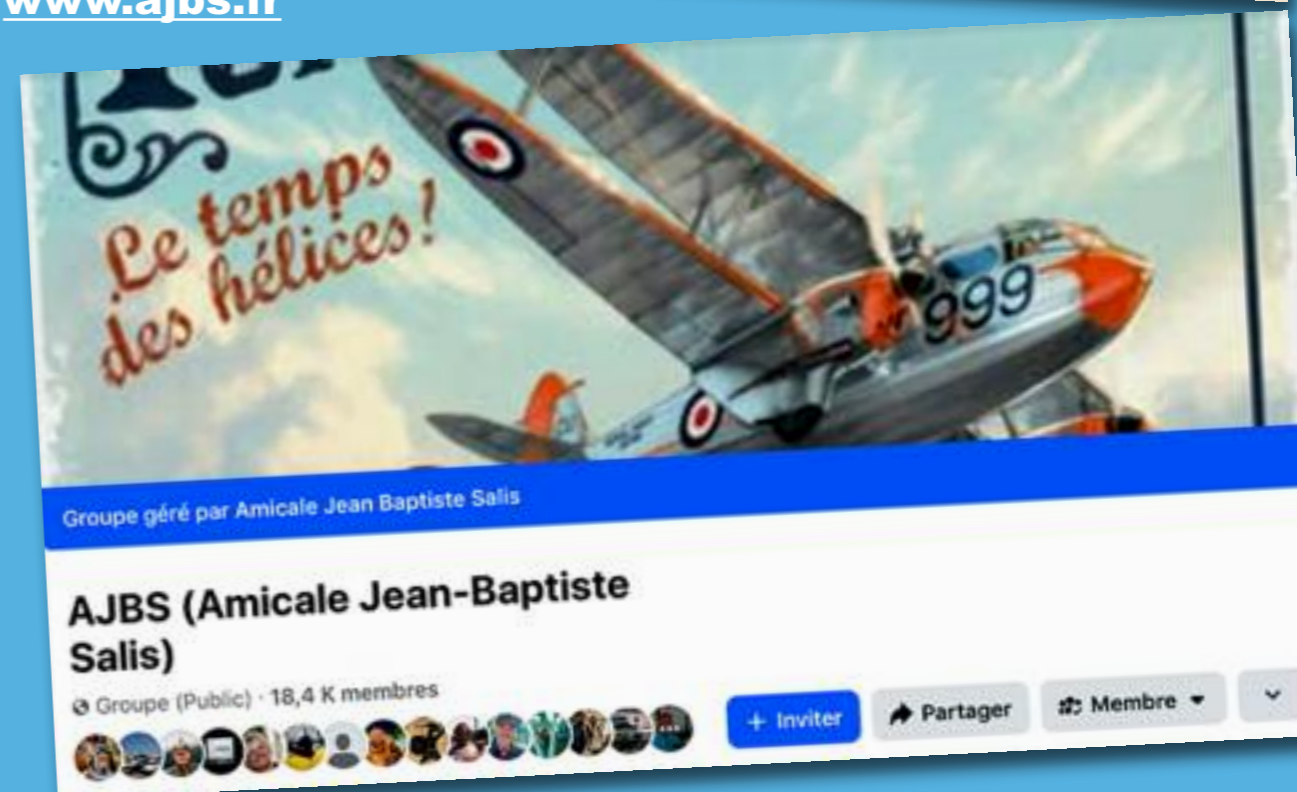 www.ajbs.fr
Le temps
des hélices!
999
Groupe géré par Amicale Jean Baptiste Salis
AJBS (Amicale Jean-Baptiste
Salis)
Groupe (Public) · 18,4 K membres
+ Inviter
Partager
Membre